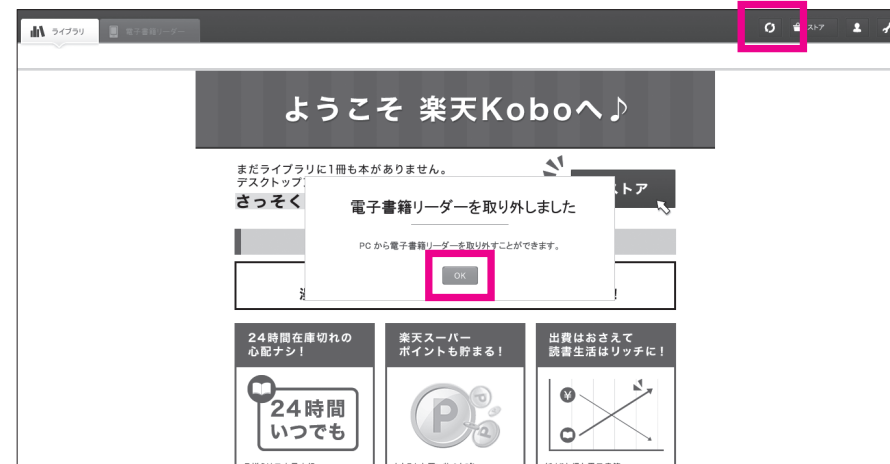 ライブラリ
電子書籍リーダー
ストア
ようこそ 楽天Koboへ♪
まだライブラリに1冊も本がありません。
デスクトップ
さっそく
トア
電子書籍リーダーを取り外しました
PC から電子書籍リーダーを取り外すことができます。
OK
!
24時間在庫切れの
心配ナシ!
楽天スーパー
ポイントも貯まる!
出費はおさえて
読書生活はリッチに!
24時間
いつでも
P
P
¥